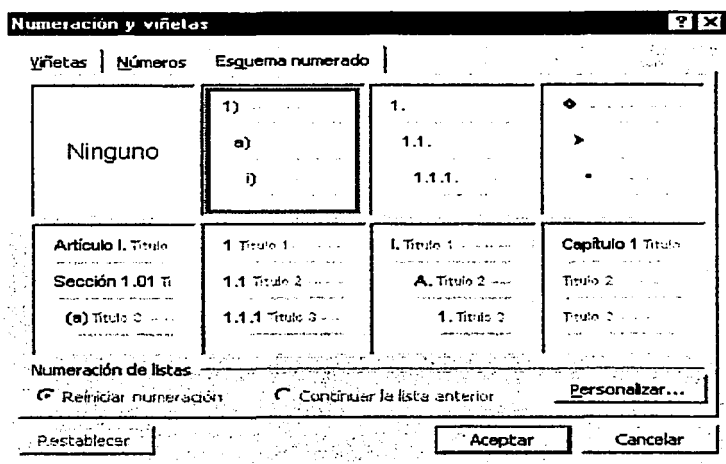 Numeración y viñetas
Viñetas Números Esquema numerado
Ninguno
1)
a)
i)
1.
1.1.
1.1.1.
Artículo I. Título
Sección 1.01 Tí
(a) Título 3
1 Título 1
1.1 Título 2
1.1.1 Título 3
I. Título 1
A. Título 2
1. Título 3
Capítulo 1 Título
Título 2
Título 3
Numeración de listas
Reiniciar numeración Continuar la lista anterior Personalizar...
Restablecer Aceptar Cancelar